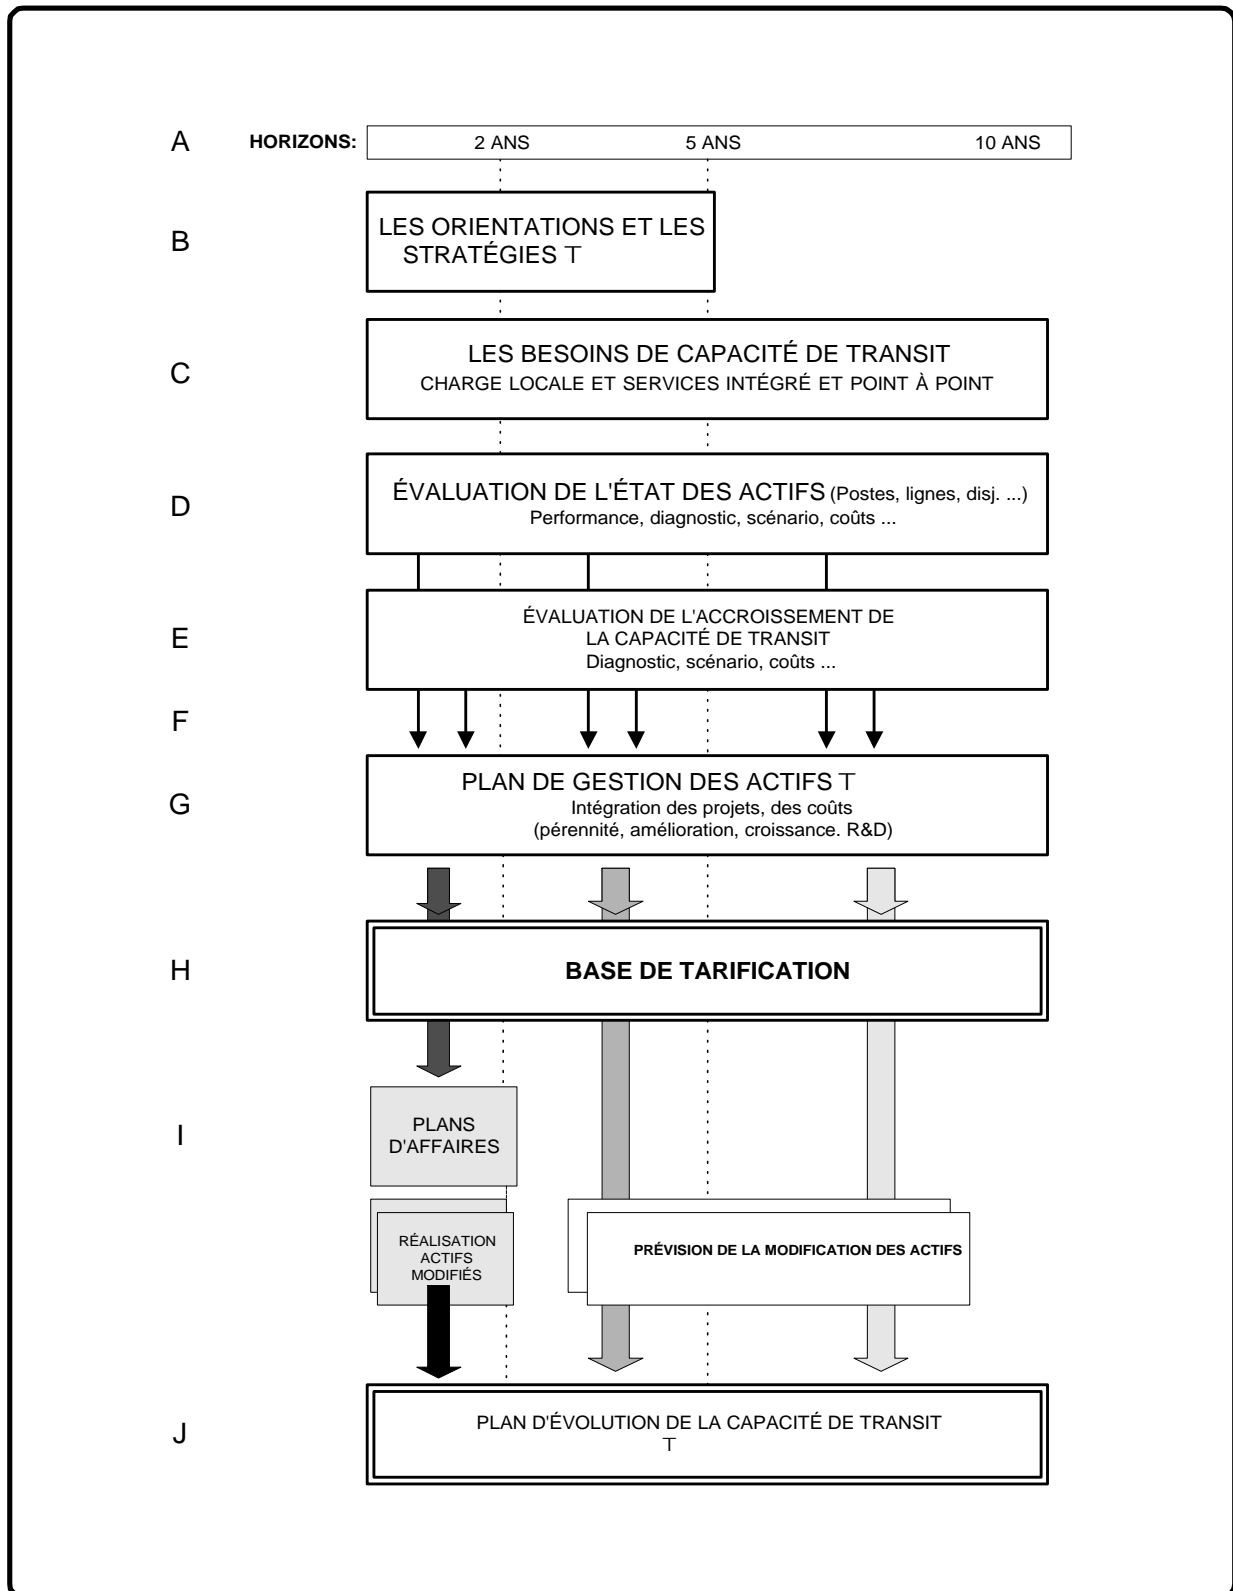 A
HORIZONS:
2 ANS
5 ANS
10 ANS
B
LES ORIENTATIONS ET LES
STRATÉGIES T
C
LES BESOINS DE CAPACITÉ DE TRANSIT
CHARGE LOCALE ET SERVICES INTÉGRÉ ET POINT À POINT
D
ÉVALUATION DE L'ÉTAT DES ACTIFS (Postes, lignes, disj. ...)
Performance, diagnostic, scénario, coûts ...
E
ÉVALUATION DE L'ACCROISSEMENT DE
LA CAPACITÉ DE TRANSIT
Diagnostic, scénario, coûts ...
F
G
PLAN DE GESTION DES ACTIFS T
Intégration des projets, des coûts
(pérennité, amélioration, croissance. R&D)
H
BASE DE TARIFICATION
I
PLANS
D'AFFAIRES
RÉALISATION
ACTIFS
MODIFIÉS
PRÉVISION DE LA MODIFICATION DES ACTIFS
J
PLAN D'ÉVOLUTION DE LA CAPACITÉ DE TRANSIT
T